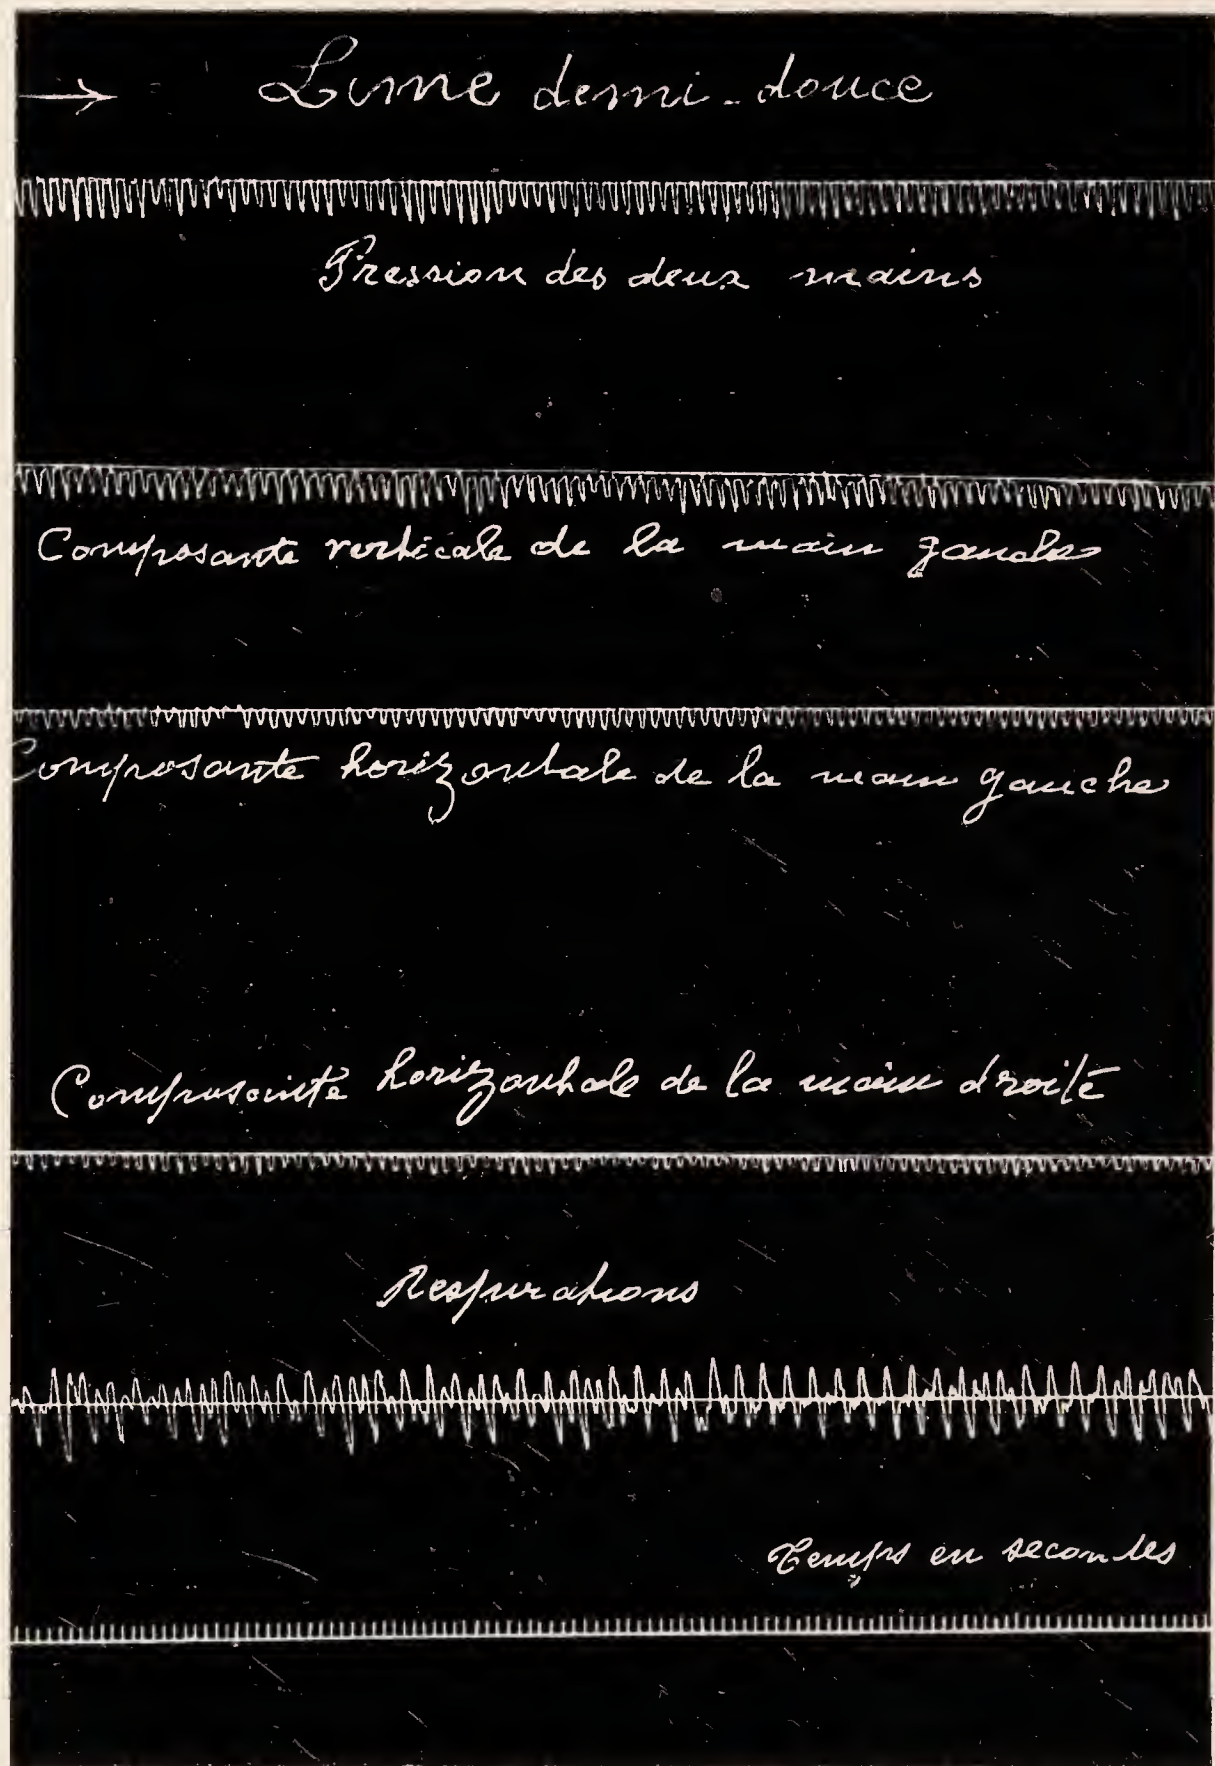 Lime demi-douce
Pression des deux mains
Composante verticale de la main gauche
Composante horizontale de la main gauche
Composante horizontale de la main droite
Respirations
Temps en secondes